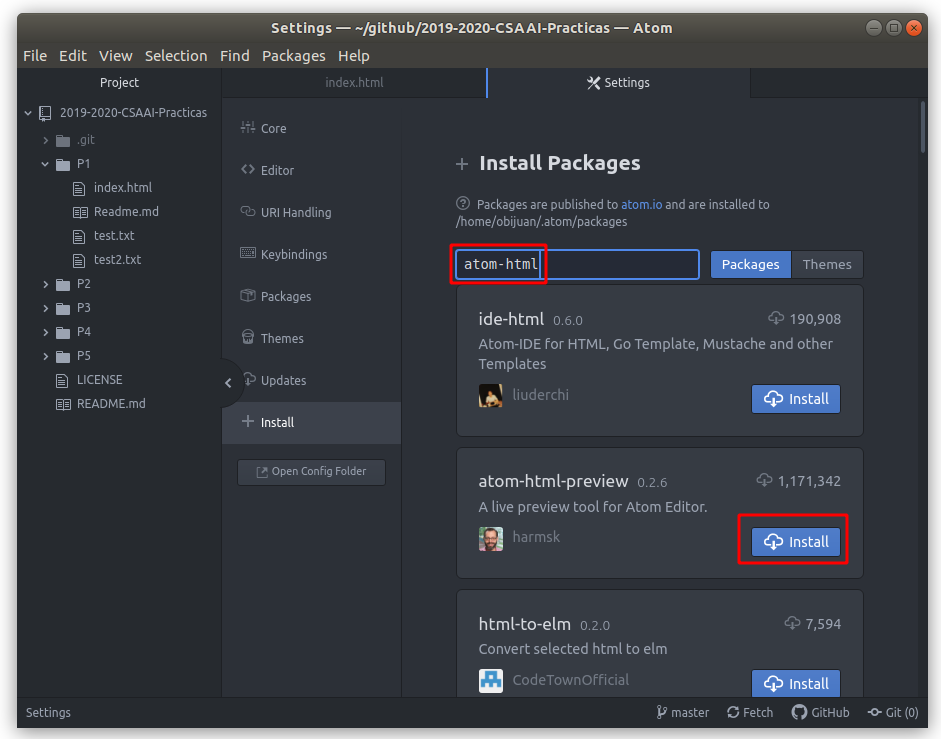 Settings — ~/github/2019-2020-CSAAI-Practicas — Atom
File Edit View Selection Find Packages Help
Project
index.html
Settings
2019-2020-CSAAI-Practicas
.git
P1
index.html
Readme.md
test.txt
test2.txt
P2
P3
P4
P5
LICENSE
README.md
Core
Editor
URI Handling
Keybindings
Packages
Themes
Updates
Install
Open Config Folder
Install Packages
Packages are published to atom.io and are installed to
/home/obijuan/.atom/packages
atom-html
Packages Themes
ide-html 0.6.0 190,908
Atom-IDE for HTML, Go Template, Mustache and other
Templates
liuderchi
Install
atom-html-preview 0.2.6 1,171,342
A live preview tool for Atom Editor.
harmsk
Install
html-to-elm 0.2.0 7,594
Convert selected html to elm
CodeTownOfficial
Install
Settings
master Fetch GitHub Git (0)